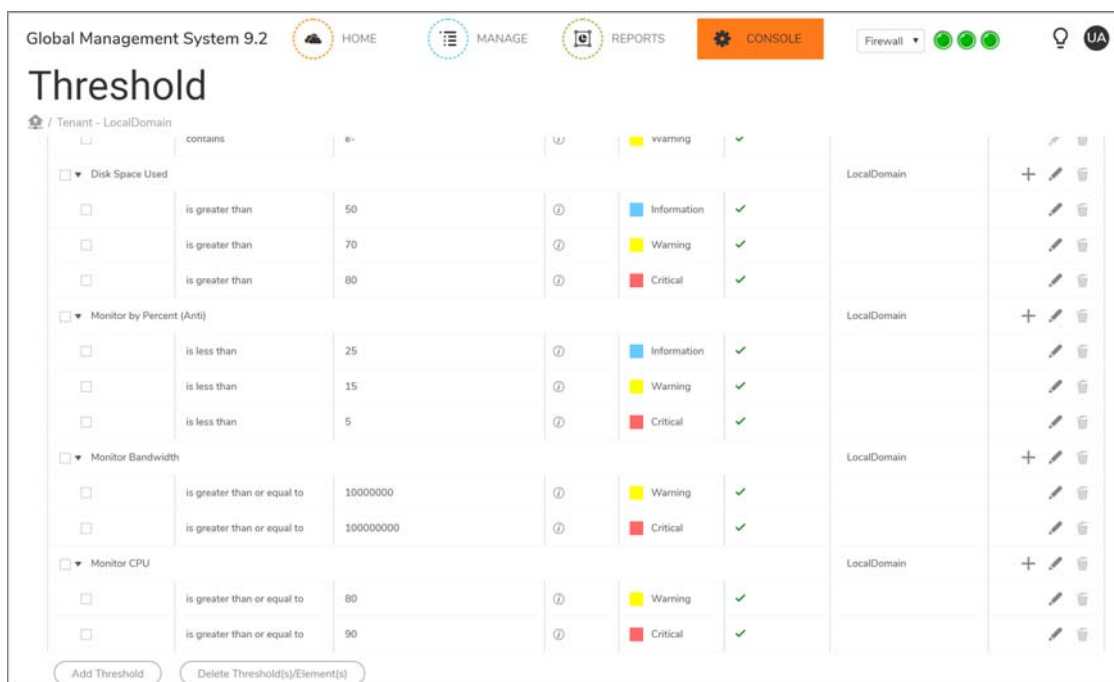 Global Management System 9.2 HOME MANAGE REPORTS CONSOLE Firewall UA
Threshold
/ Tenant - LocalDomain
contains e- Warning
Disk Space Used LocalDomain
is greater than 50 Information
is greater than 70 Warning
is greater than 80 Critical
Monitor by Percent (Anti) LocalDomain
is less than 25 Information
is less than 15 Warning
is less than 5 Critical
Monitor Bandwidth LocalDomain
is greater than or equal to 10000000 Warning
is greater than or equal to 100000000 Critical
Monitor CPU LocalDomain
is greater than or equal to 80 Warning
is greater than or equal to 90 Critical
Add Threshold Delete Threshold(s)/Element(s)